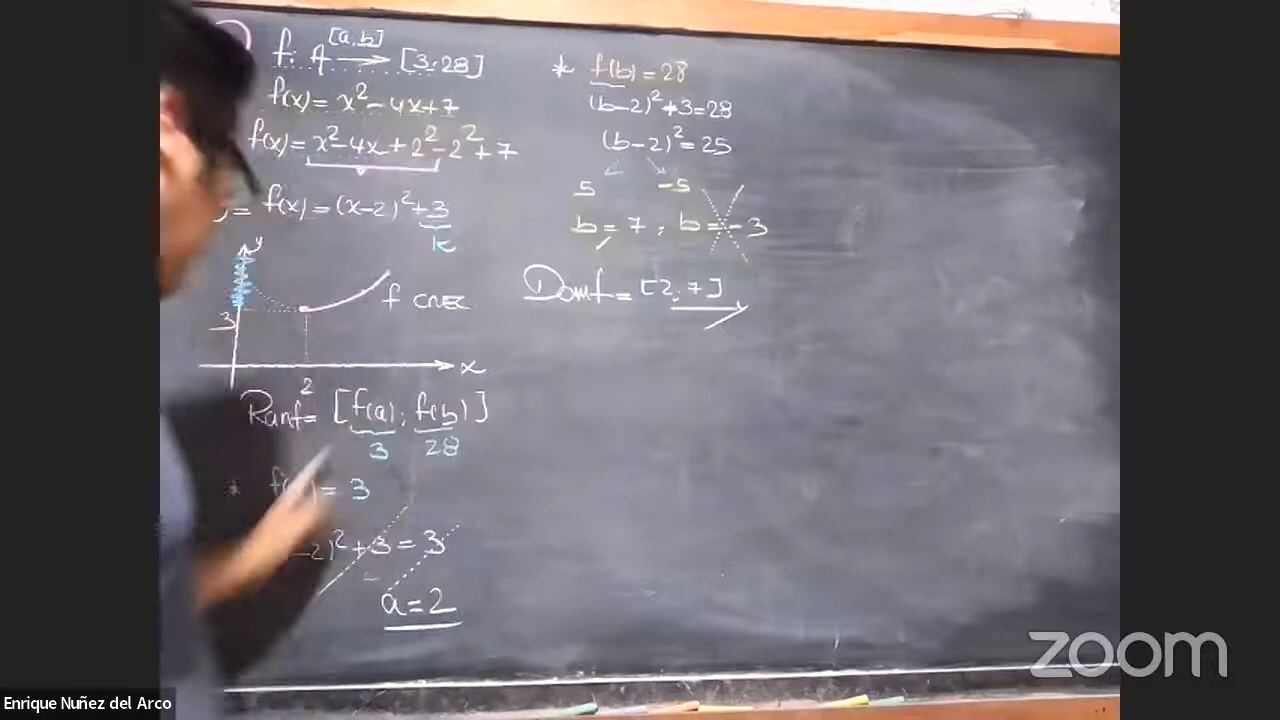 [a,b]
f: A → [3;28]
f(x)= x²-4x+7
f(x)= x²-4x+2²-2²+7
= f(x)=(x-2)²+3
k
y
f crec.
3
x
2
Ranf= [f(a); f(b)]
3 28
* = 3
-2)²+3=3
a=2
* f(b)=28
(b-2)²+3=28
(b-2)²=25
5 -5
b=7; b=-3
Domf=[2;7]
zoom
Enrique Nuñez del Arco